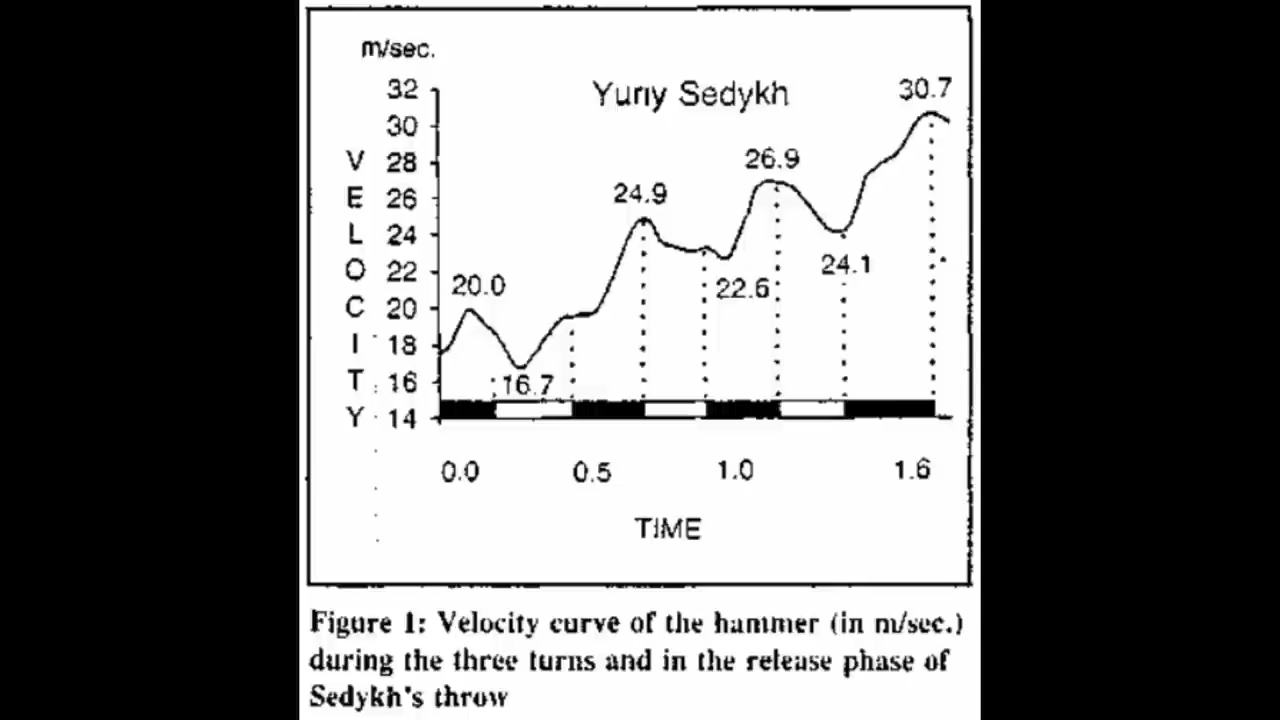 m/sec.
Yuriy Sedykh
32
30
28
26
24
22
20
18
16
14
VELOCITY
20.0
16.7
24.9
22.6
26.9
24.1
30.7
0.0 0.5 1.0 1.6
TIME
Figure 1: Velocity curve of the hammer (in m/sec.)
during the three turns and in the release phase of
Sedykh's throw